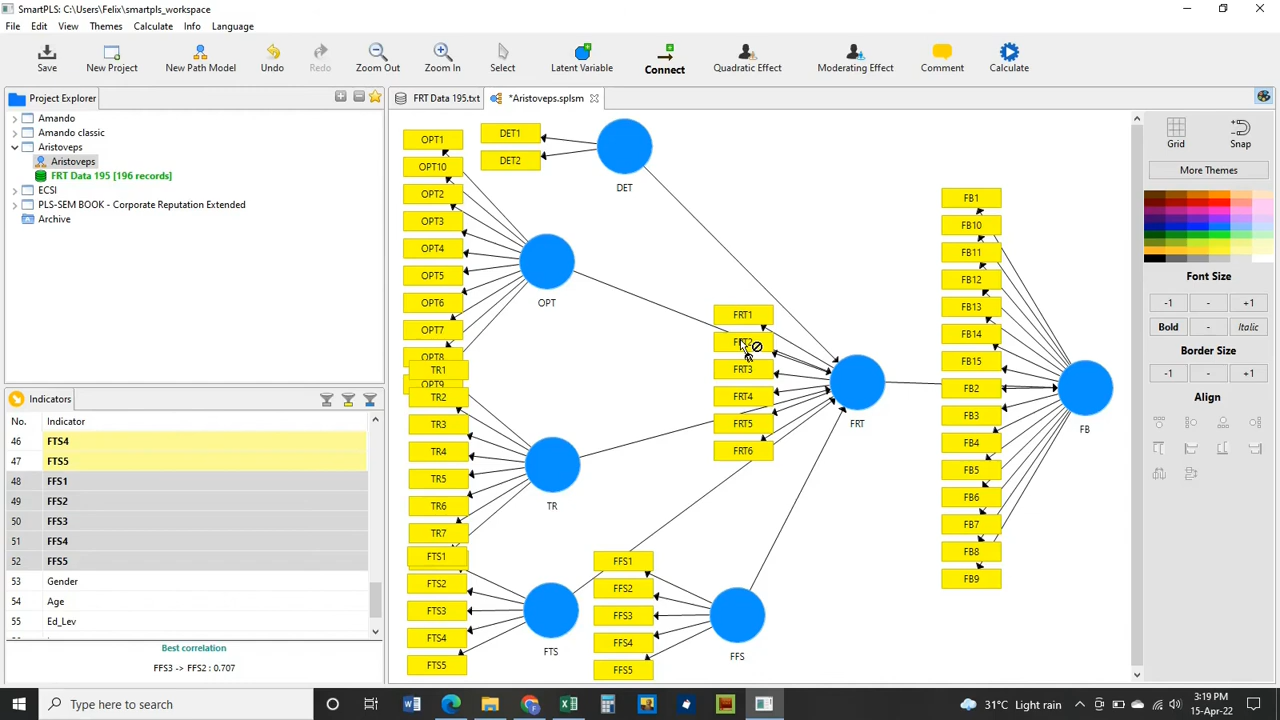 SmartPLS: C:\Users\Felix\smartpls_workspace
File Edit View Themes Calculate Info Language
Save New Project New Path Model Undo Redo Zoom Out Zoom In Select Latent Variable Connect Quadratic Effect Moderating Effect Comment Calculate
Project Explorer
Amando
Amando classic
Aristoveps
Aristoveps
FRT Data 195 [196 records]
ECSI
PLS-SEM BOOK - Corporate Reputation Extended
Archive
Indicators
No. Indicator
46 FTS4
47 FTS5
48 FFS1
49 FFS2
50 FFS3
51 FFS4
52 FFS5
53 Gender
54 Age
55 Ed_Lev
Best correlation
FFS3 -> FFS2 : 0.707
FRT Data 195.txt *Aristoveps.splsm
OPT1
OPT10
OPT2
OPT3
OPT4
OPT5
OPT6
OPT7
OPT8
OPT9
DET1
DET2
DET
OPT
TR1
TR2
TR3
TR4
TR5
TR6
TR7
TR
FTS1
FTS2
FTS3
FTS4
FTS5
FTS
FFS1
FFS2
FFS3
FFS4
FFS5
FFS
FRT1
FRT2
FRT3
FRT4
FRT5
FRT6
FRT
FB1
FB10
FB11
FB12
FB13
FB14
FB15
FB2
FB3
FB4
FB5
FB6
FB7
FB8
FB9
FB
Grid Snap
More Themes
Font Size
-1 - +1
Bold - Italic
Border Size
-1 - +1
Align
Type here to search
31°C Light rain
3:19 PM
15-Apr-22